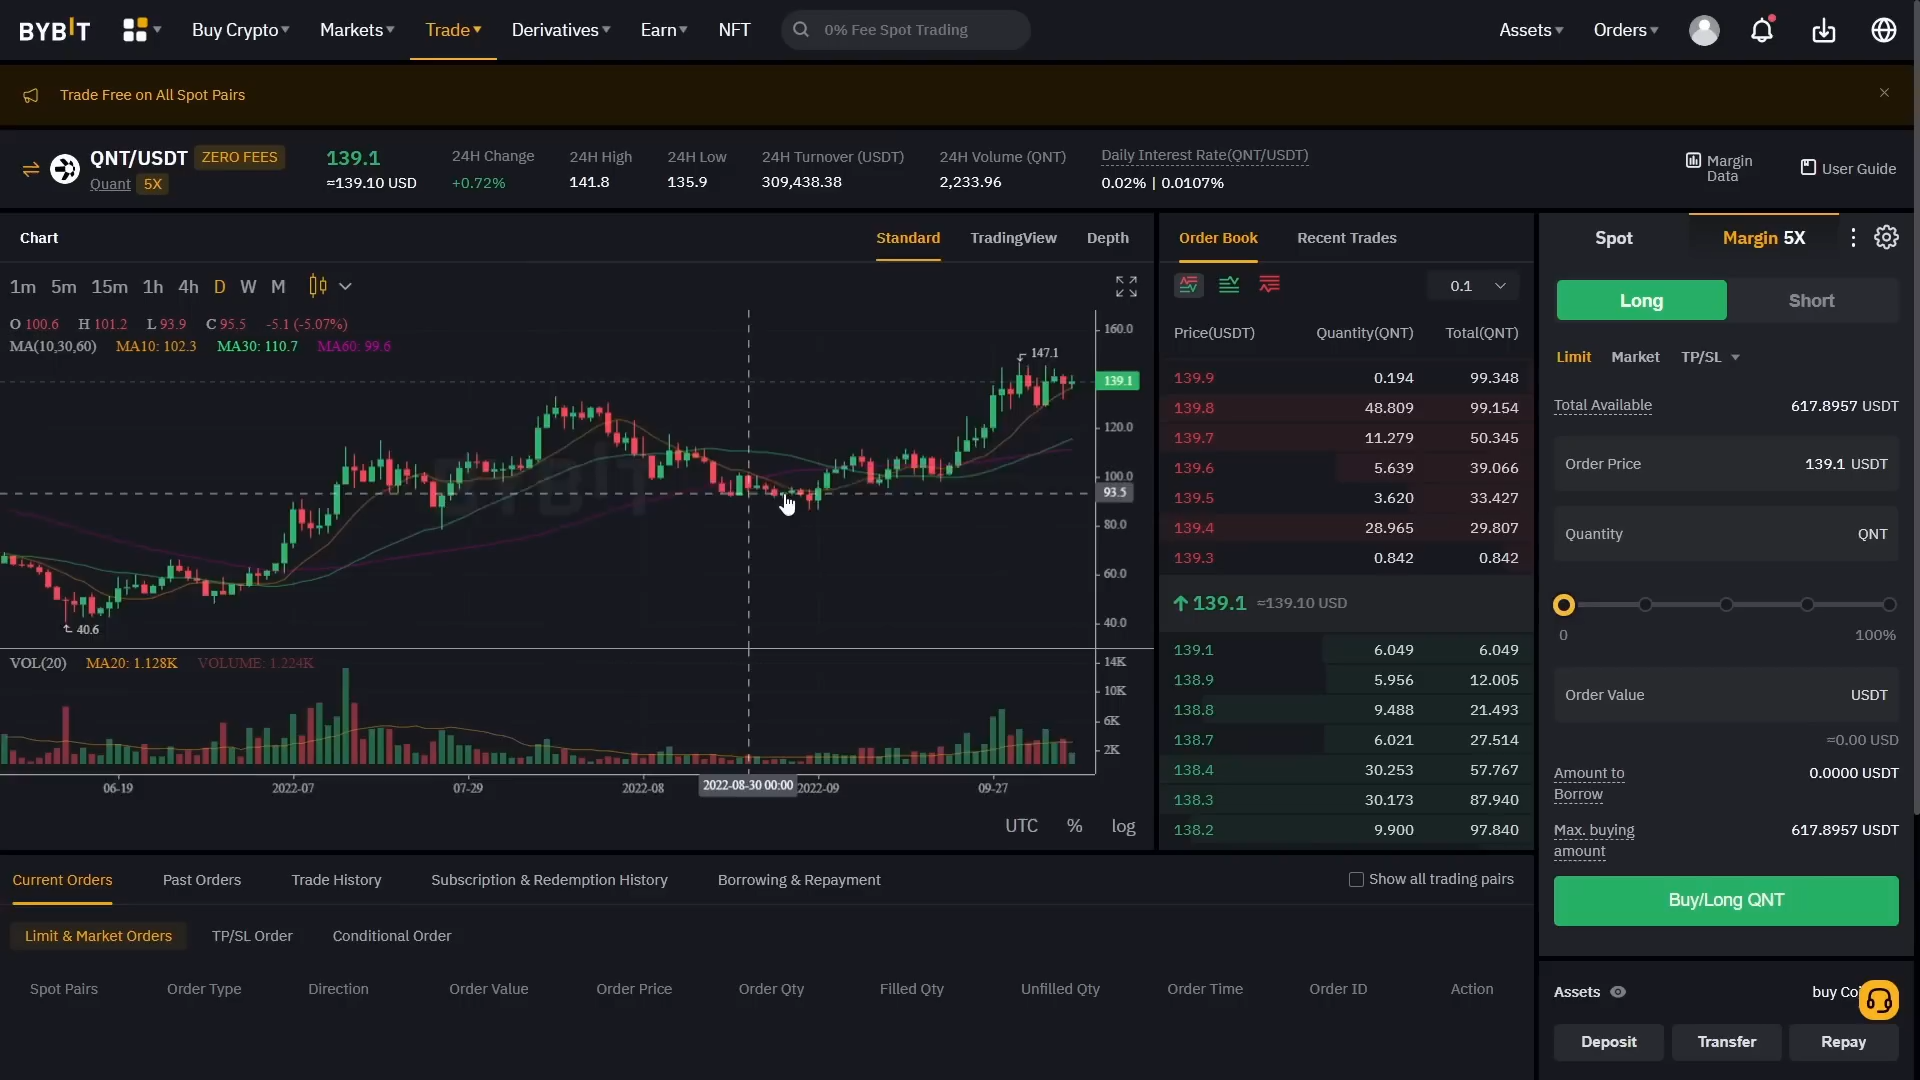 BYBIT
Buy Crypto Markets Trade Derivatives Earn NFT 0% Fee Spot Trading Assets Orders
Trade Free on All Spot Pairs
QNT/USDT ZERO FEES
Quant 5X
139.1
≈139.10 USD
24H Change
+0.72%
24H High
141.8
24H Low
135.9
24H Turnover (USDT)
309,438.38
24H Volume (QNT)
2,233.96
Daily Interest Rate(QNT/USDT)
0.02% | 0.0107%
Margin
Data
User Guide
Chart
Standard TradingView Depth
1m 5m 15m 1h 4h D W M
O 100.6 H 101.2 L 93.9 C 95.5 -5.1 (-5.07%)
MA(10,30,60) MA10: 102.3 MA30: 110.7 MA60: 99.6
BYBIT
147.1
40.6
160.0
139.1
120.0
100.0
93.5
80.0
60.0
40.0
VOL(20) MA20: 1.128K VOLUME: 1.224K
14K
10K
6K
2K
06-19 2022-07 07-29 2022-08 2022-08-30 00:00 2022-09 09-27
UTC % log
Order Book Recent Trades
0.1
Price(USDT) Quantity(QNT) Total(QNT)
139.9 0.194 99.348
139.8 48.809 99.154
139.7 11.279 50.345
139.6 5.639 39.066
139.5 3.620 33.427
139.4 28.965 29.807
139.3 0.842 0.842
139.1 ≈139.10 USD
139.1 6.049 6.049
138.9 5.956 12.005
138.8 9.488 21.493
138.7 6.021 27.514
138.4 30.253 57.767
138.3 30.173 87.940
138.2 9.900 97.840
Spot Margin 5X
Long Short
Limit Market TP/SL
Total Available 617.8957 USDT
Order Price 139.1 USDT
Quantity QNT
0 100%
Order Value USDT
≈0.00 USD
Amount to
Borrow
0.0000 USDT
Max. buying
amount
617.8957 USDT
Buy/Long QNT
Current Orders Past Orders Trade History Subscription & Redemption History Borrowing & Repayment Show all trading pairs
Limit & Market Orders TP/SL Order Conditional Order
Spot Pairs Order Type Direction Order Value Order Price Order Qty Filled Qty Unfilled Qty Order Time Order ID Action
Assets buy Co
Deposit Transfer Repay